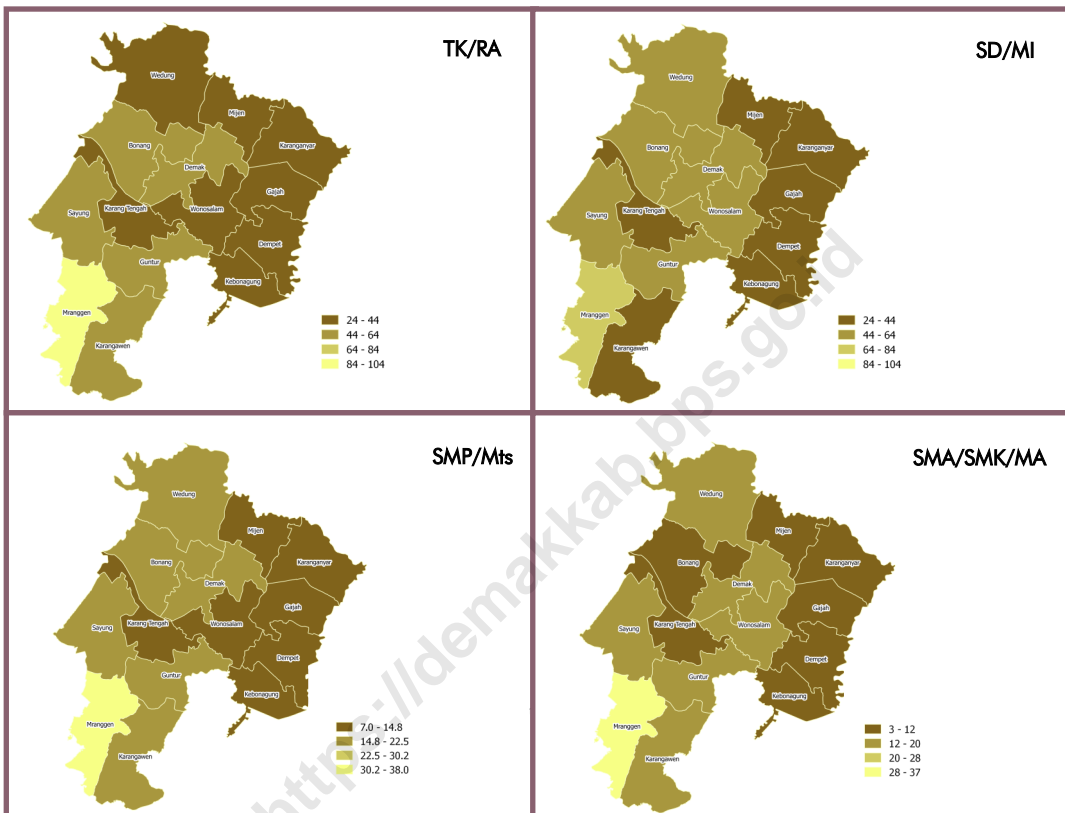 TK/RA
Wedung
Mijen
Bonang
Karanganyar
Demak
Gajah
Sayung
Karang Tengah
Wonosalam
Dempet
Guntur
Kebonagung
Mranggen
Karangawen
24 - 44
44 - 64
64 - 84
84 - 104
SD/MI
Wedung
Mijen
Bonang
Karanganyar
Demak
Gajah
Sayung
Karang Tengah
Wonosalam
Dempet
Guntur
Kebonagung
Mranggen
Karangawen
24 - 44
44 - 64
64 - 84
84 - 104
SMP/Mts
Wedung
Mijen
Bonang
Karanganyar
Demak
Gajah
Sayung
Karang Tengah
Wonosalam
Dempet
Guntur
Kebonagung
Mranggen
Karangawen
7.0 - 14.8
14.8 - 22.5
22.5 - 30.2
30.2 - 38.0
SMA/SMK/MA
Wedung
Mijen
Bonang
Karanganyar
Demak
Gajah
Sayung
Karang Tengah
Wonosalam
Dempet
Guntur
Kebonagung
Mranggen
Karangawen
3 - 12
12 - 20
20 - 28
28 - 37
https://demakkab.bps.go.id